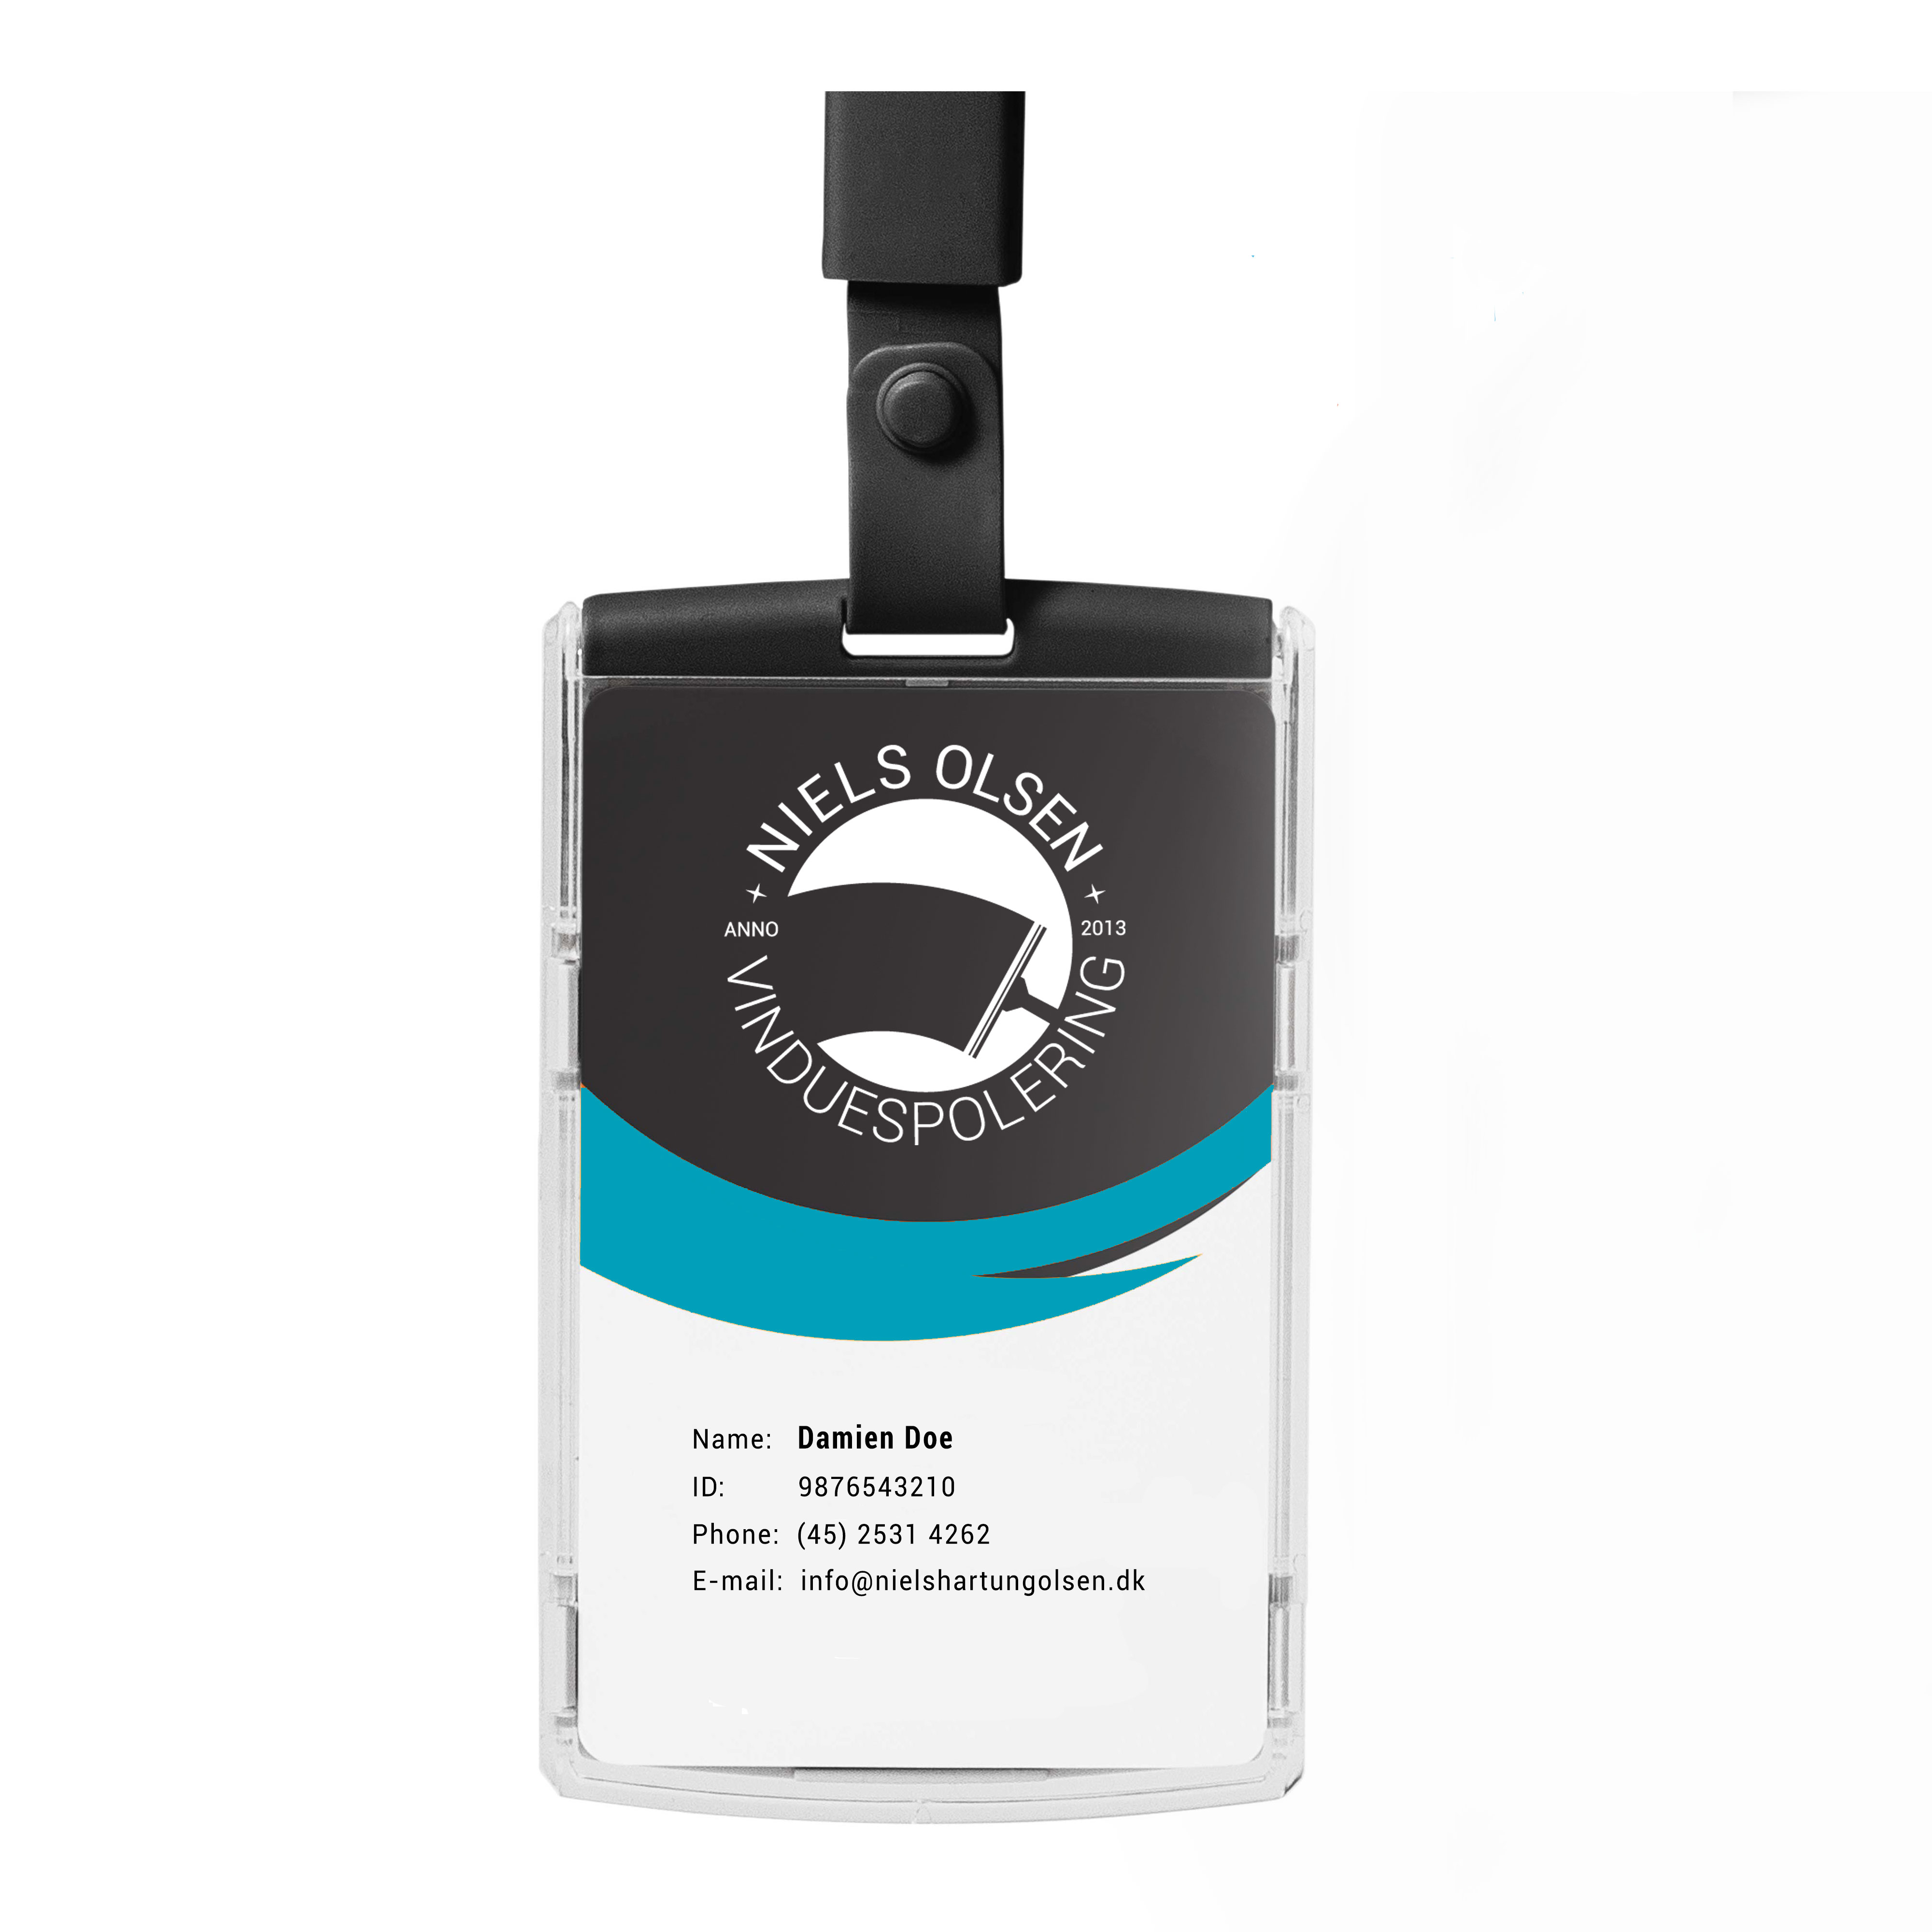 NIELS OLSEN
ANNO 2013
VINDUESPOLERING
Name: Damien Doe
ID: 9876543210
Phone: (45) 2531 4262
E-mail: info@nielshartungolsen.dk